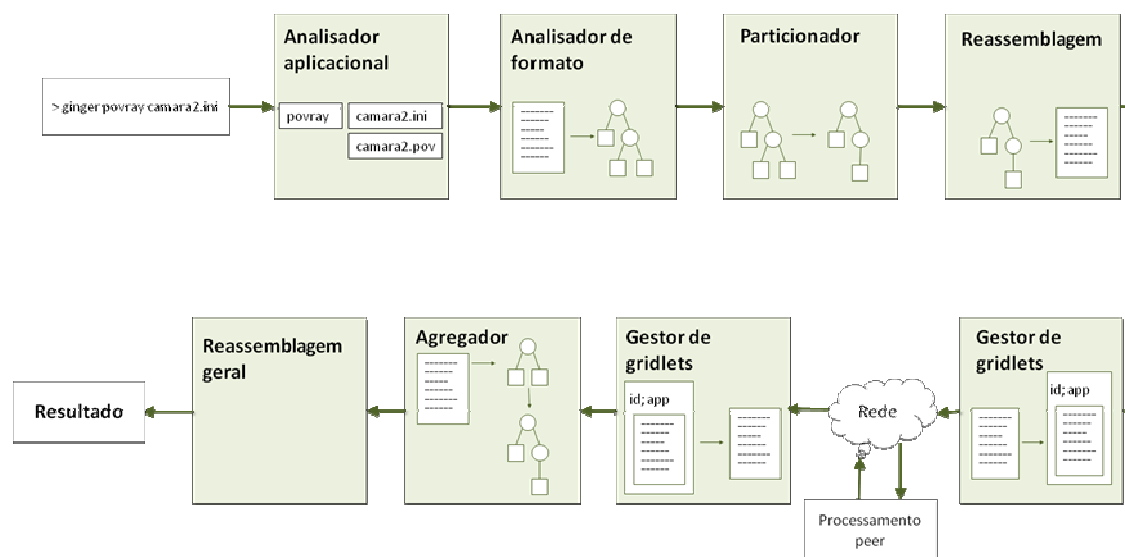 Analisador
aplicacional
Analisador de
formato
Particionador
Reassemblagem
> ginger povray camara2.ini
povray
camara2.ini
camara2.pov
Reassemblagem
geral
Agregador
Gestor de
gridlets
Gestor de
gridlets
id; app
id; app
Resultado
Rede
Processamento
peer